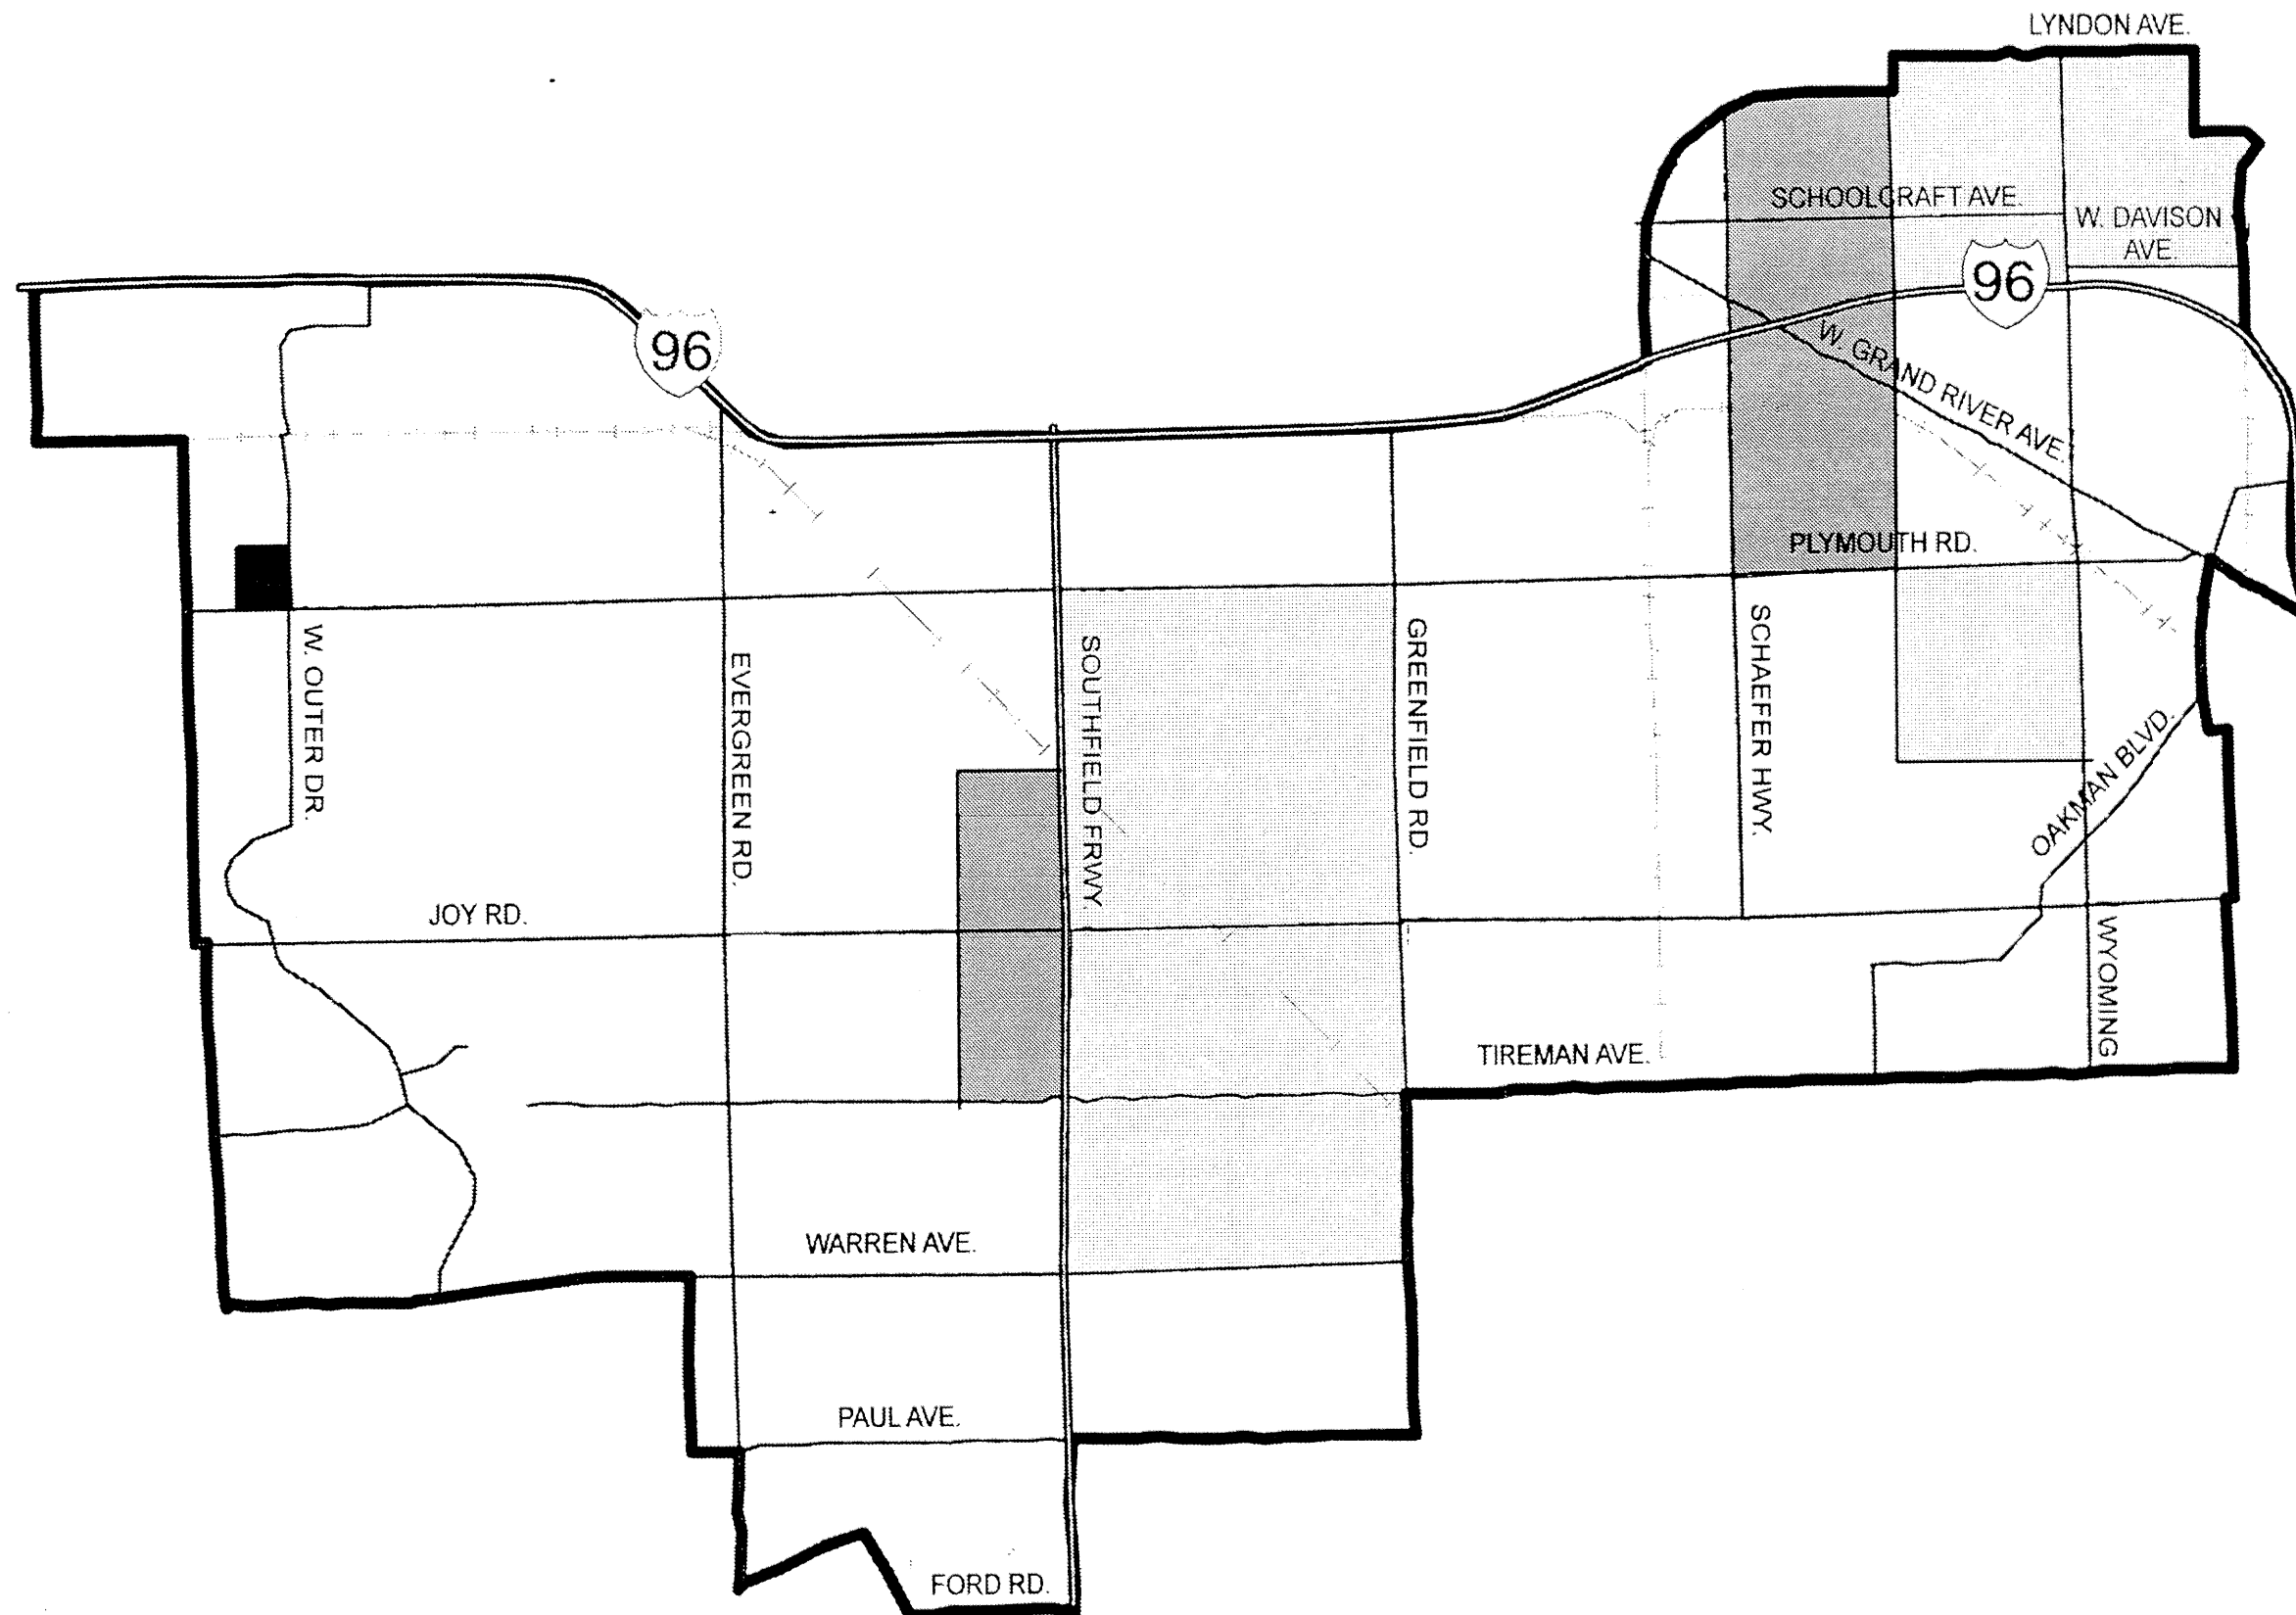 LYNDON AVE.
SCHOOLCRAFT AVE.
W. DAVISON
AVE.
96
96
W. GRAND RIVER AVE.
PLYMOUTH RD.
W. OUTER DR.
EVERGREEN RD.
SOUTHFIELD FRWY.
GREENFIELD RD.
SCHAEFER HWY.
OAKMAN BLVD.
JOY RD.
WYOMING
TIREMAN AVE.
WARREN AVE.
PAUL AVE.
FORD RD.